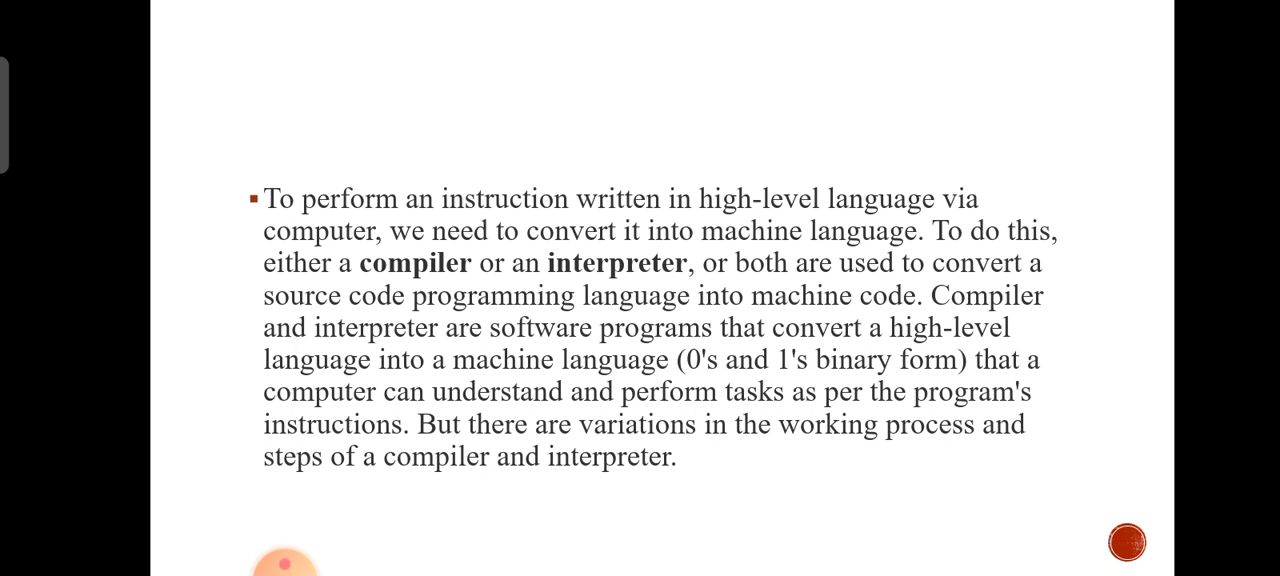 To perform an instruction written in high-level language via
computer, we need to convert it into machine language. To do this,
either a compiler or an interpreter, or both are used to convert a
source code programming language into machine code. Compiler
and interpreter are software programs that convert a high-level
language into a machine language (0's and 1's binary form) that a
computer can understand and perform tasks as per the program's
instructions. But there are variations in the working process and
steps of a compiler and interpreter.